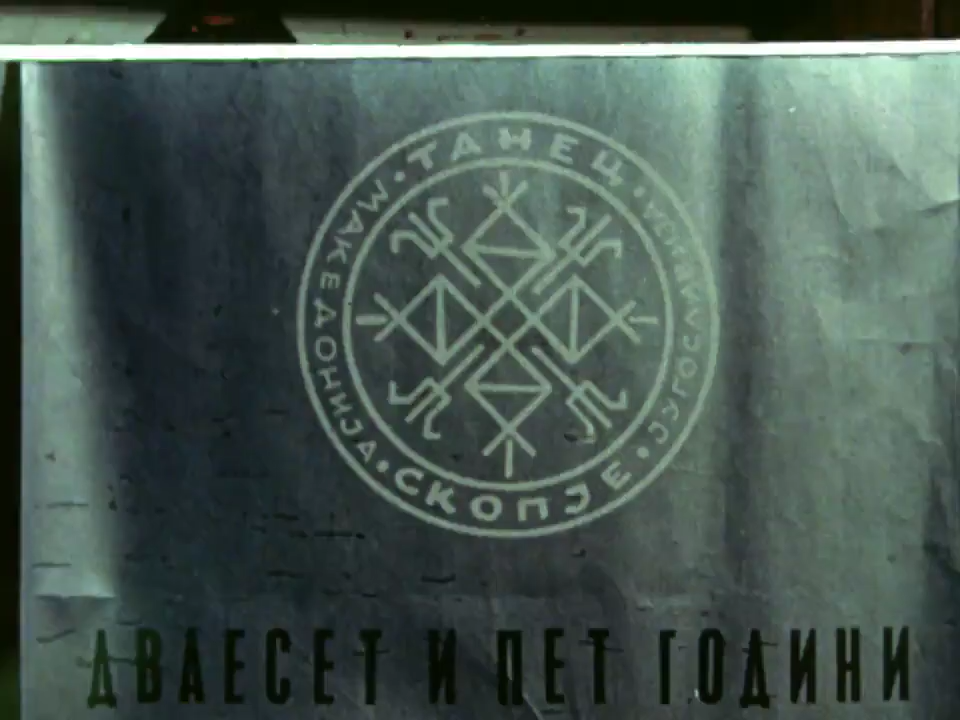 ТАНЕЦ
МАКЕДОНИЈА
ЈУГОСЛАВИЈА
СКОПЈЕ
ДВАЕСЕТ И ПЕТ ГОДИНИ